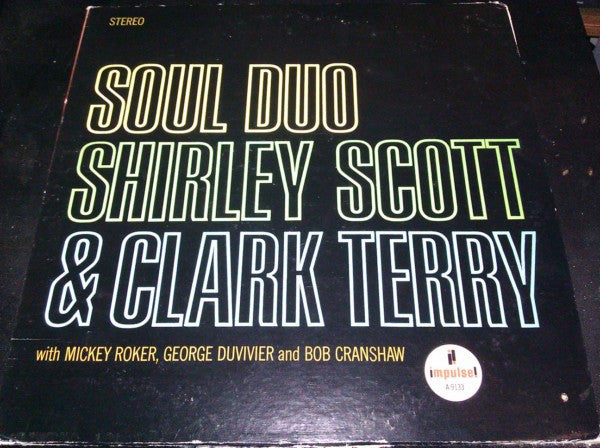 STEREO
SOUL DUO
SHIRLEY SCOTT
& CLARK TERRY
with MICKEY ROKER, GEORGE DUVIVIER and BOB CRANSHAW
impulse!
A 9133